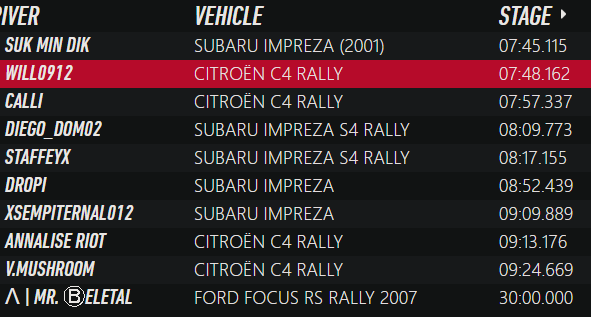 IVER VEHICLE STAGE
SUK MIN DIK SUBARU IMPREZA (2001) 07:45.115
WILL0912 CITROËN C4 RALLY 07:48.162
CALLI CITROËN C4 RALLY 07:57.337
DIEGO_DOM02 SUBARU IMPREZA S4 RALLY 08:09.773
STAFFEYX SUBARU IMPREZA S4 RALLY 08:17.155
DROPI SUBARU IMPREZA 08:52.439
XSEMPITERNAL012 SUBARU IMPREZA 09:09.889
ANNALISE RIOT CITROËN C4 RALLY 09:13.176
V.MUSHROOM CITROËN C4 RALLY 09:24.669
Λ | MR. ⒷELETAL FORD FOCUS RS RALLY 2007 30:00.000